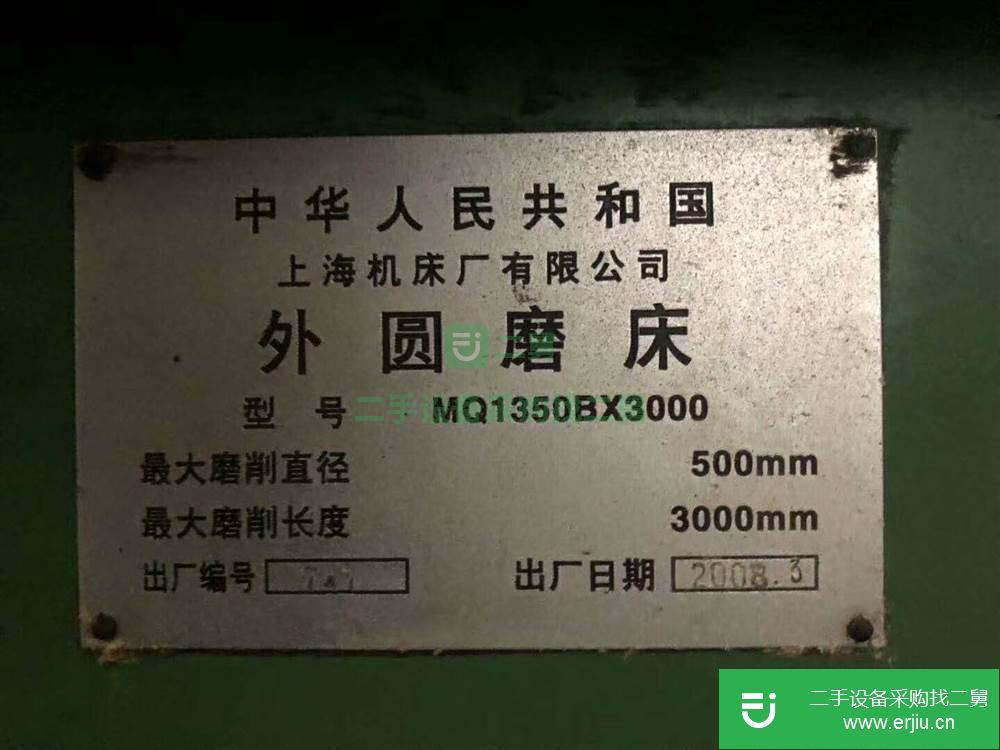 中华人民共和国
上海机床厂有限公司
外圆磨床
二舅
型号 MQ1350BX3000
最大磨削直径 500mm
最大磨削长度 3000mm
出厂编号 出厂日期 2008.3
二手设备采购找二舅
www.erjiu.cn